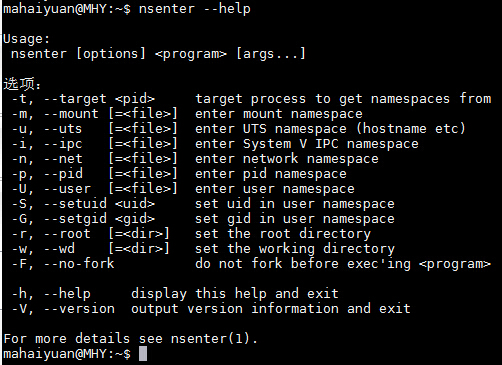 mahaiyuan@MHY:~$ nsenter --help
Usage:
 nsenter [options] <program> [args...]
选项：
 -t, --target <pid>     target process to get namespaces from
 -m, --mount [=<file>]  enter mount namespace
 -u, --uts   [=<file>]  enter UTS namespace (hostname etc)
 -i, --ipc   [=<file>]  enter System V IPC namespace
 -n, --net   [=<file>]  enter network namespace
 -p, --pid   [=<file>]  enter pid namespace
 -U, --user  [=<file>]  enter user namespace
 -S, --setuid <uid>     set uid in user namespace
 -G, --setgid <gid>     set gid in user namespace
 -r, --root  [=<dir>]   set the root directory
 -w, --wd    [=<dir>]   set the working directory
 -F, --no-fork          do not fork before exec'ing <program>
 -h, --help     display this help and exit
 -V, --version  output version information and exit
For more details see nsenter(1).
mahaiyuan@MHY:~$